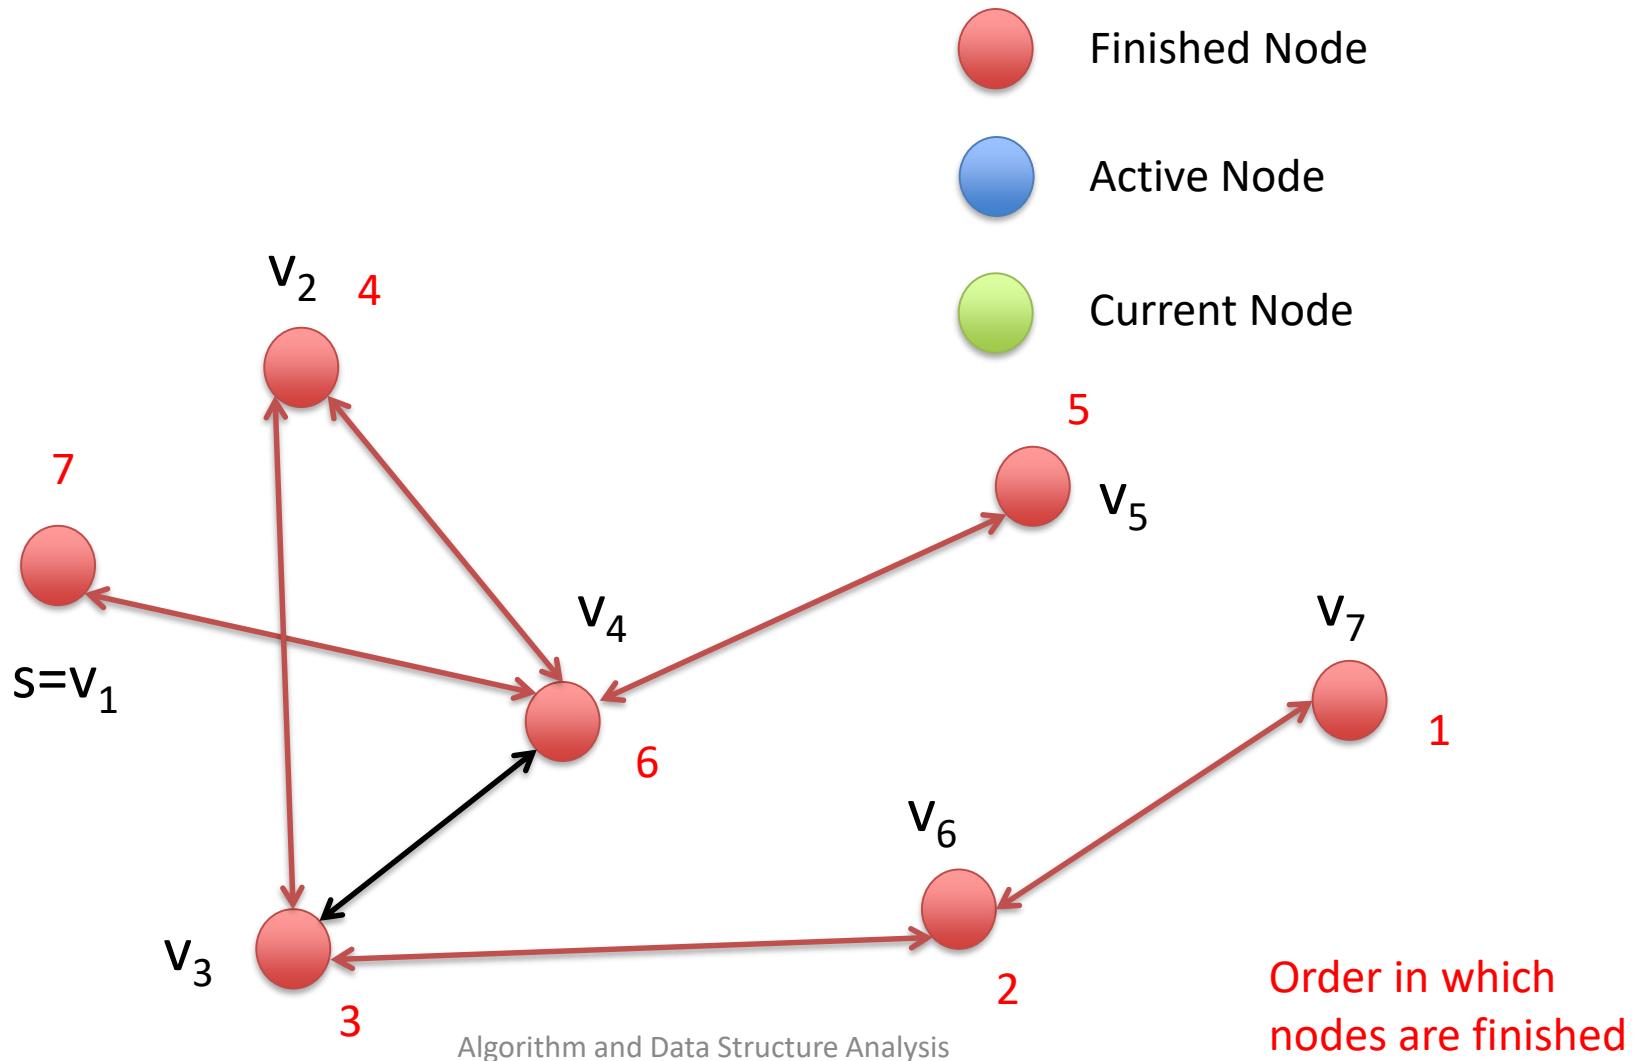 Finished Node
Active Node
Current Node
v2
4
5
7
v5
v4
v7
s=v1
1
6
v6
v3
2
3
Order in which
nodes are finished
Algorithm and Data Structure Analysis